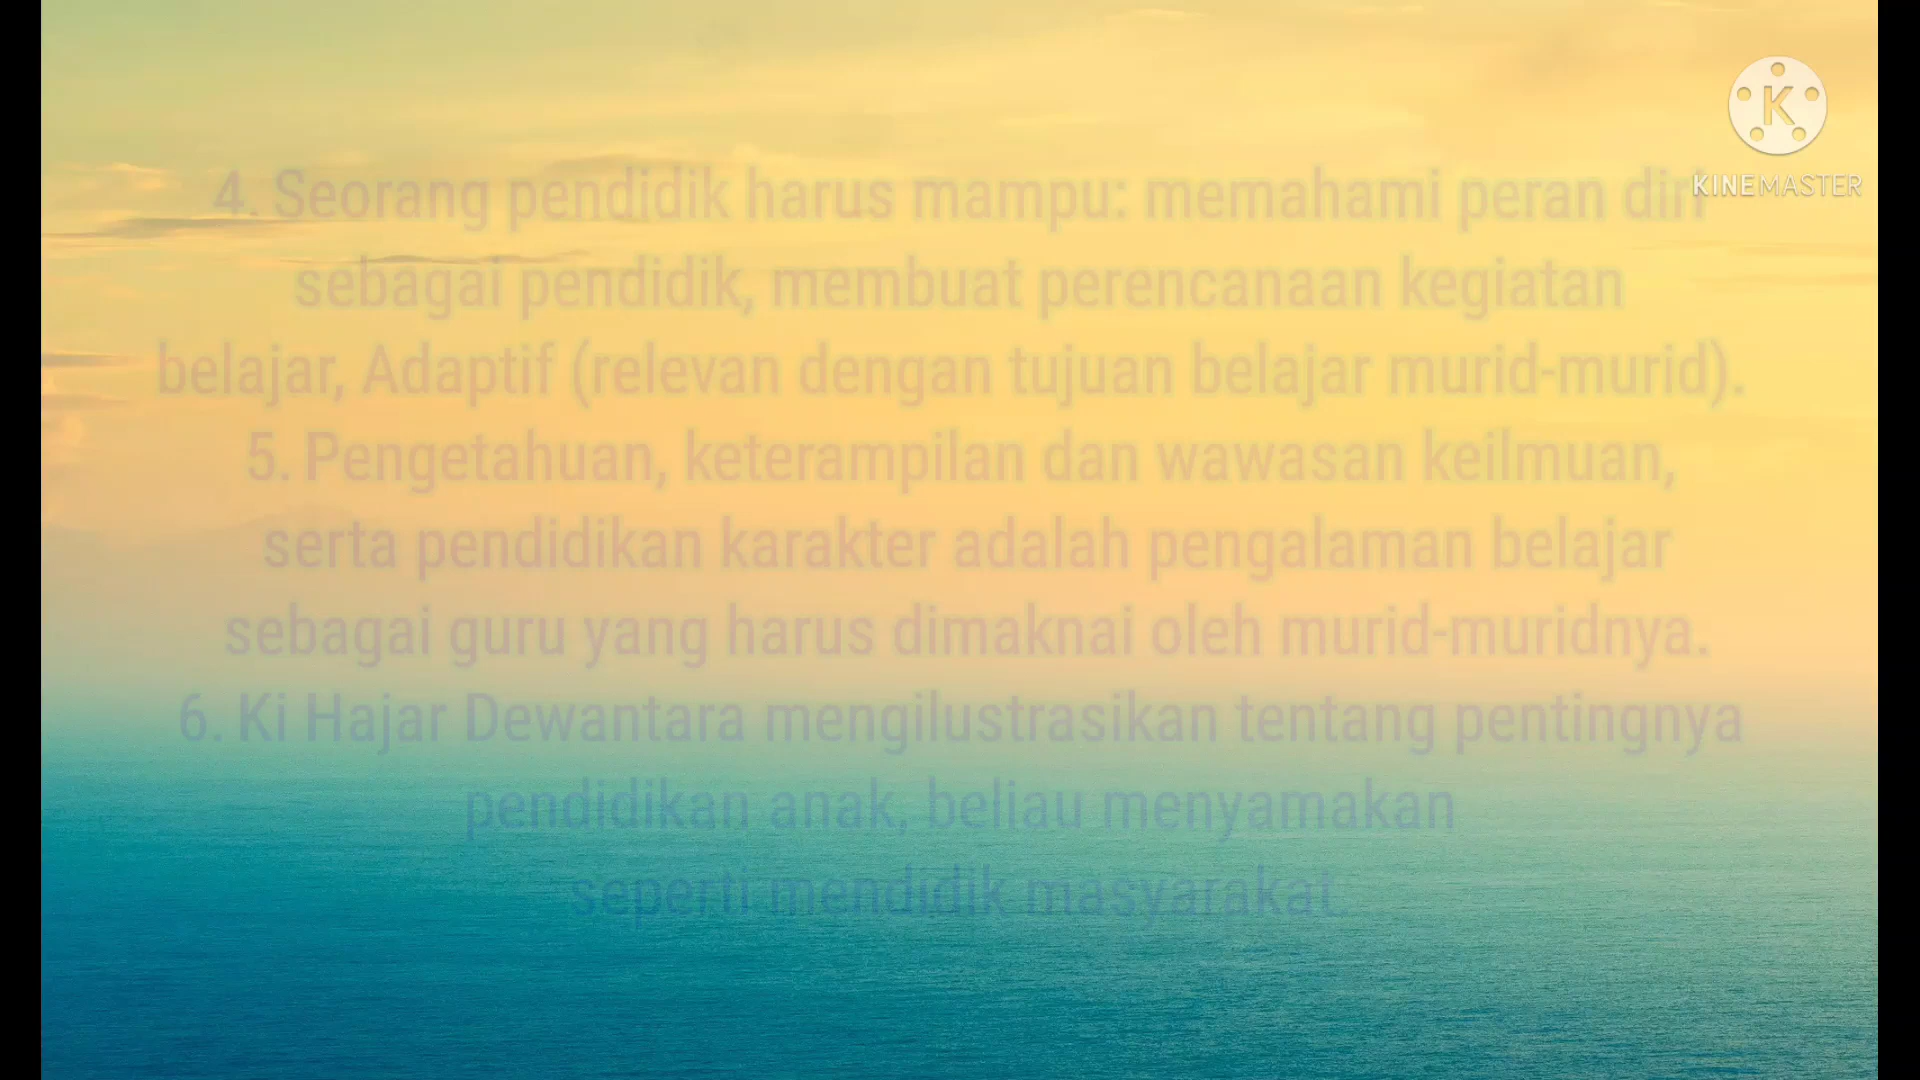 K
KINEMASTER
4. Seorang pendidik harus mampu: memahami peran diri
sebagai pendidik, membuat perencanaan kegiatan
belajar, Adaptif (relevan dengan tujuan belajar murid-murid).
5. Pengetahuan, keterampilan dan wawasan keilmuan,
serta pendidikan karakter adalah pengalaman belajar
sebagai guru yang harus dimaknai oleh murid-muridnya.
6. Ki Hajar Dewantara mengilustrasikan tentang pentingnya
pendidikan anak, beliau menyamakan
seperti mendidik masyarakat.